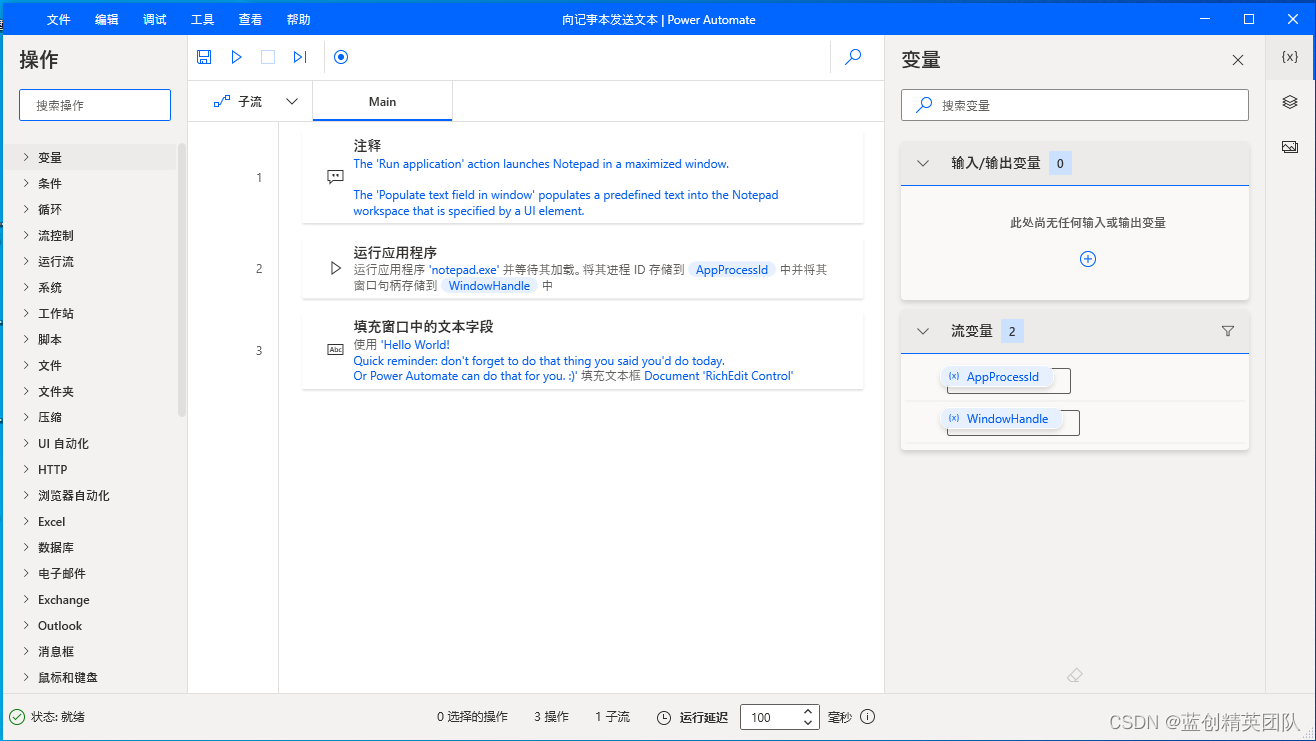 文件 编辑 调试 工具 查看 帮助 向记事本发送文本 | Power Automate
操作
搜索操作
变量
条件
循环
流控制
运行流
系统
工作站
脚本
文件
文件夹
压缩
UI 自动化
HTTP
浏览器自动化
Excel
数据库
电子邮件
Exchange
Outlook
消息框
鼠标和键盘
子流 Main
1
注释
The 'Run application' action launches Notepad in a maximized window.
The 'Populate text field in window' populates a predefined text into the Notepad
workspace that is specified by a UI element.
2
运行应用程序
运行应用程序 'notepad.exe' 并等待其加载。将其进程 ID 存储到 AppProcessId 中并将其
窗口句柄存储到 WindowHandle 中
3
填充窗口中的文本字段
Abc
使用 'Hello World!
Quick reminder: don't forget to do that thing you said you'd do today.
Or Power Automate can do that for you. :)' 填充文本框 Document 'RichEdit Control'
变量
{x}
搜索变量
输入/输出变量 0
此处尚无任何输入或输出变量
流变量 2
(x) AppProcessId
(x) WindowHandle
状态: 就绪 0 选择的操作 3 操作 1 子流 运行延迟 100 毫秒
CSDN @蓝创精英团队